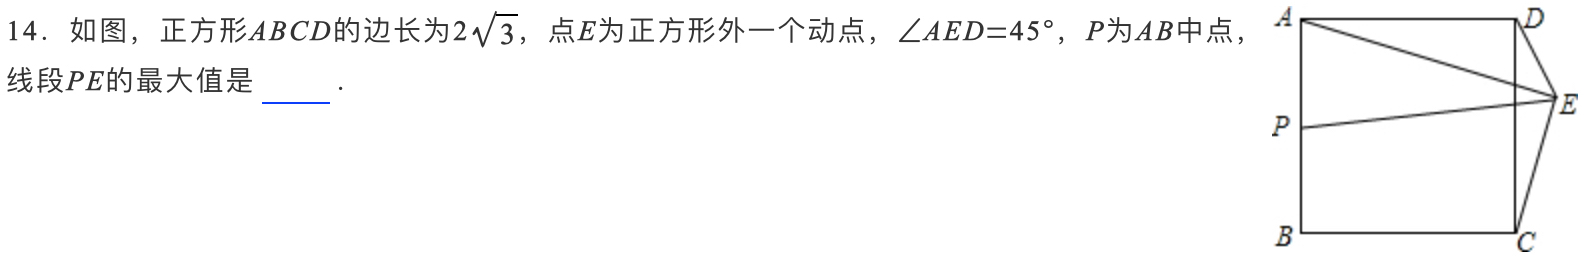 14．如图，正方形ABCD的边长为2√3，点E为正方形外一个动点，∠AED=45°，P为AB中点，
线段PE的最大值是____．
A
D
E
P
B
C